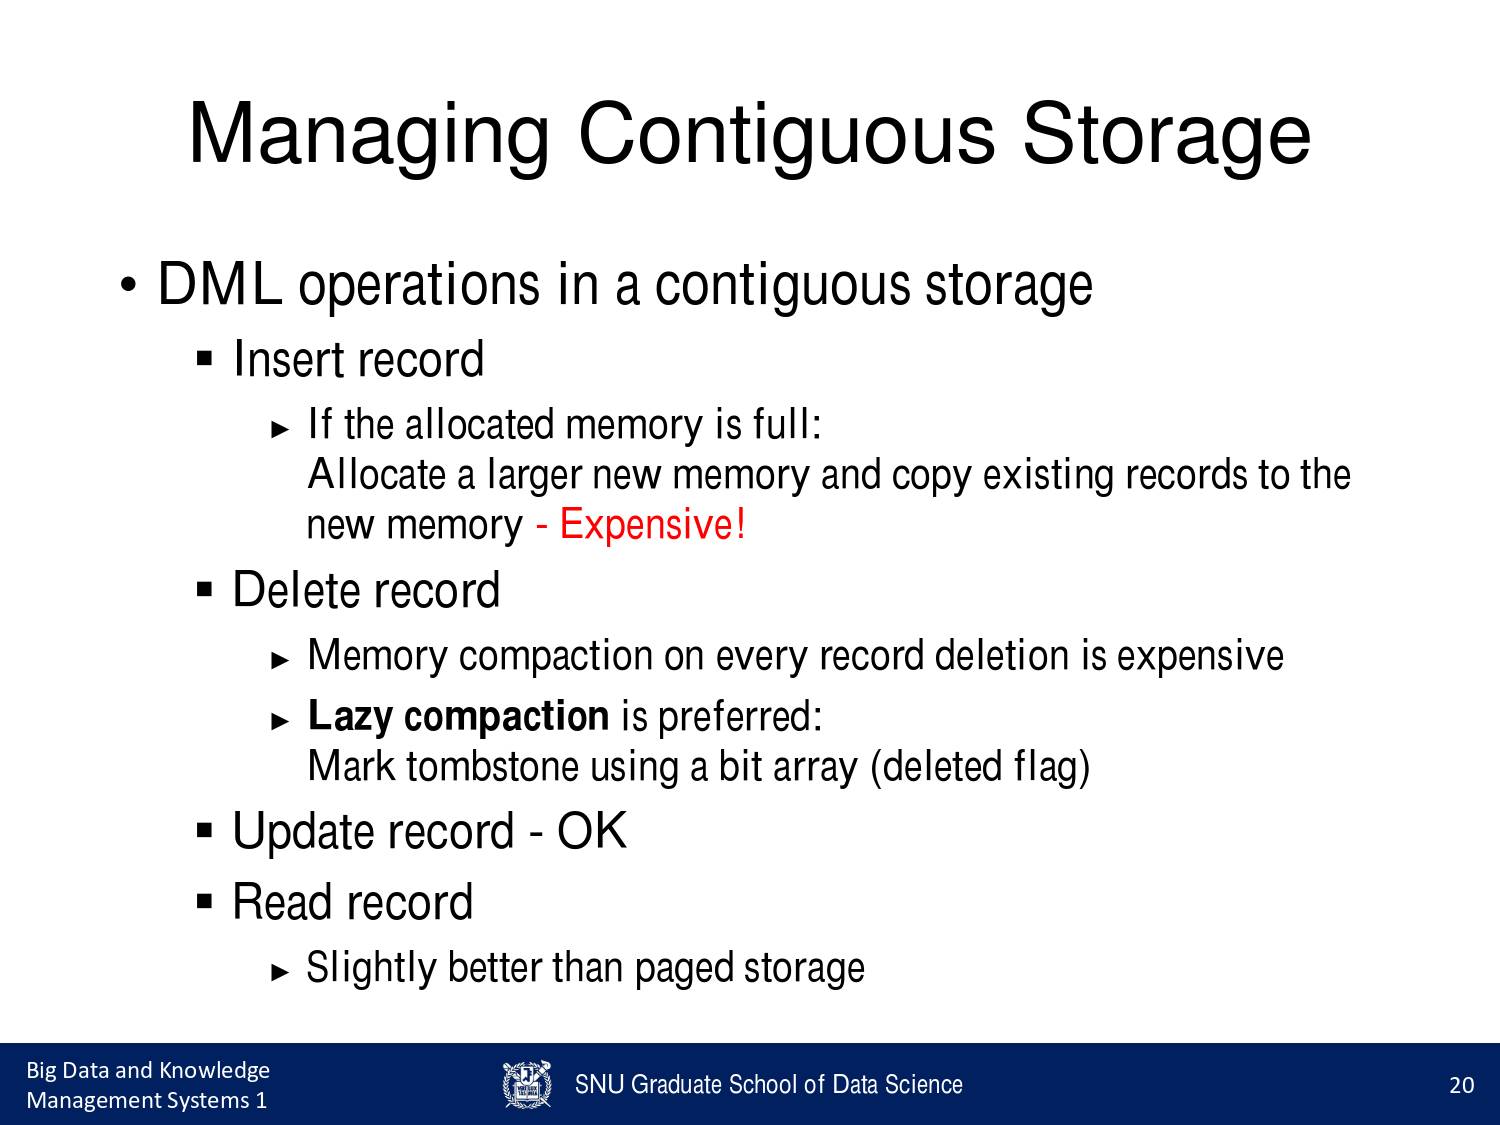 Managing Contiguous Storage
• DML operations in a contiguous storage
▪ Insert record
► If the allocated memory is full:
Allocate a larger new memory and copy existing records to the
new memory - Expensive!
▪ Delete record
► Memory compaction on every record deletion is expensive
► Lazy compaction is preferred:
Mark tombstone using a bit array (deleted flag)
▪ Update record - OK
▪ Read record
► Slightly better than paged storage
Big Data and Knowledge
Management Systems 1
SNU Graduate School of Data Science
20